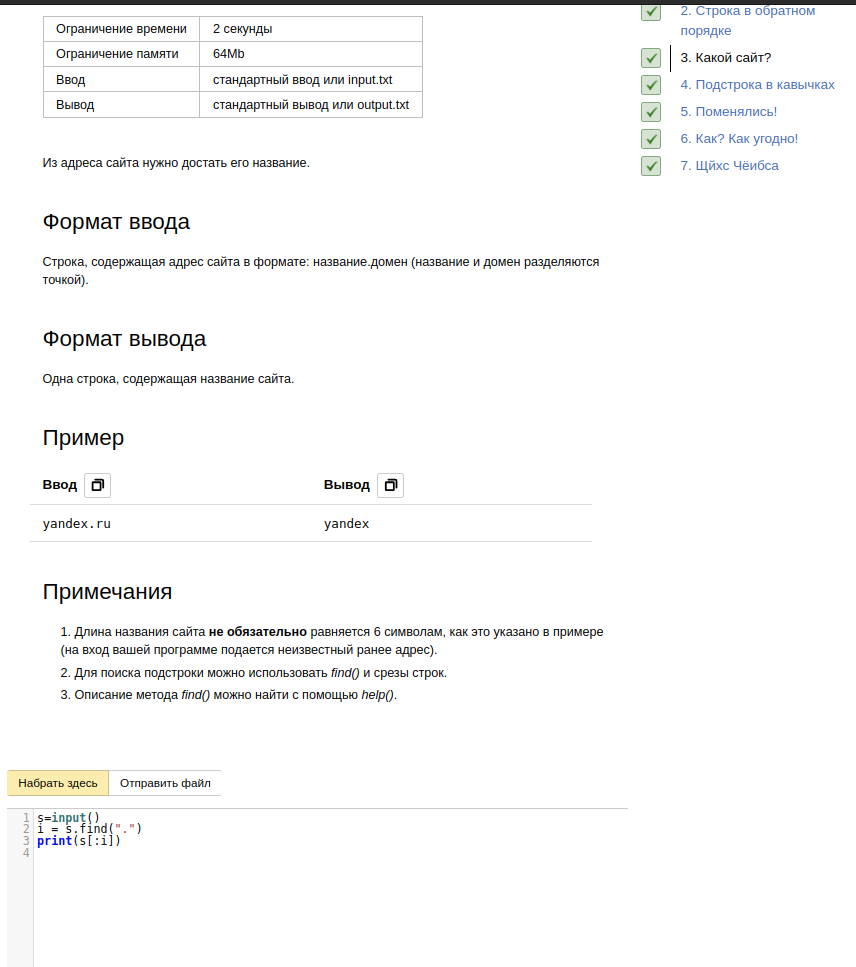 Ограничение времени 2 секунды
Ограничение памяти 64Mb
Ввод стандартный ввод или input.txt
Вывод стандартный вывод или output.txt
Из адреса сайта нужно достать его название.
Формат ввода
Строка, содержащая адрес сайта в формате: название.домен (название и домен разделяются
точкой).
Формат вывода
Одна строка, содержащая название сайта.
Пример
Ввод Вывод
yandex.ru yandex
Примечания
1. Длина названия сайта не обязательно равняется 6 символам, как это указано в примере
(на вход вашей программе подается неизвестный ранее адрес).
2. Для поиска подстроки можно использовать find() и срезы строк.
3. Описание метода find() можно найти с помощью help().
Набрать здесь Отправить файл
1 s=input()
2 i = s.find(".")
3 print(s[:i])
4
2. Строка в обратном
порядке
3. Какой сайт?
4. Подстрока в кавычках
5. Поменялись!
6. Как? Как угодно!
7. Щйхс Чёибса